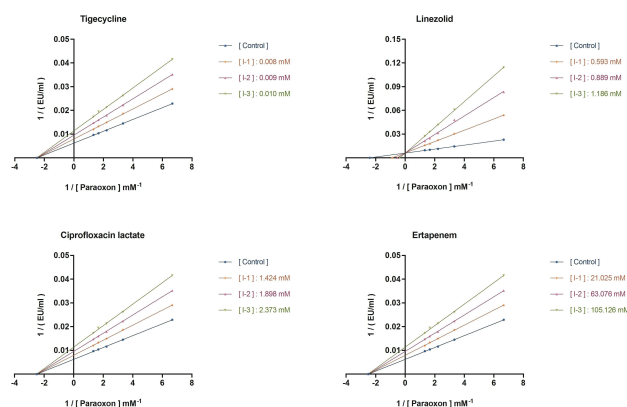 Tigecycline
0.05
0.04
0.03
0.02
0.01
1 / ( EU/ml )
-4 -2 0 2 4 6 8
1 / [ Paraoxon ] mM-1
[ Control ]
[ I-1 ] : 0.008 mM
[ I-2 ] : 0.009 mM
[ I-3 ] : 0.010 mM
Linezolid
0.15
0.12
0.09
0.06
0.03
1 / ( EU/ml )
-4 -2 0 2 4 6 8
1 / [ Paraoxon ] mM-1
[ Control ]
[ I-1 ] : 0.593 mM
[ I-2 ] : 0.889 mM
[ I-3 ] : 1.186 mM
Ciprofloxacin lactate
0.05
0.04
0.03
0.02
0.01
1 / ( EU/ml )
-4 -2 0 2 4 6 8
1 / [ Paraoxon ] mM-1
[ Control ]
[ I-1 ] : 1.424 mM
[ I-2 ] : 1.898 mM
[ I-3 ] : 2.373 mM
Ertapenem
0.05
0.04
0.03
0.02
0.01
1 / ( EU/ml )
-4 -2 0 2 4 6 8
1 / [ Paraoxon ] mM-1
[ Control ]
[ I-1 ] : 21.025 mM
[ I-2 ] : 63.076 mM
[ I-3 ] : 105.126 mM